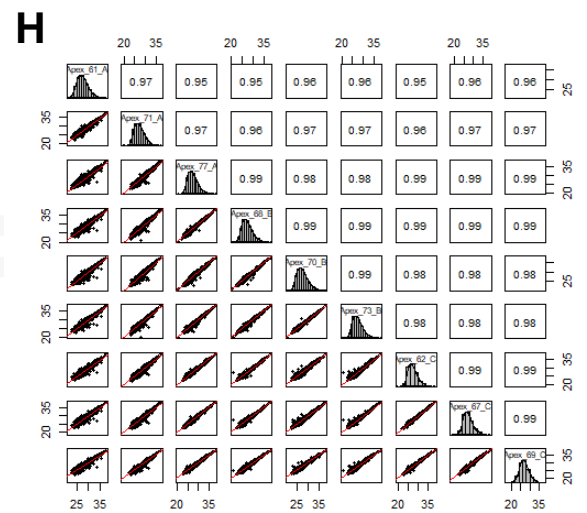 H
20 35 20 35 20 35 20 35
Apex_61_A 0.97 0.95 0.95 0.96 0.96 0.95 0.96 0.96 25
20 35 Apex_71_A 0.97 0.96 0.97 0.97 0.96 0.97 0.97
Apex_77_A 0.99 0.98 0.98 0.99 0.99 0.99 20 35
20 35 Apex_68_B 0.99 0.99 0.99 0.99 0.99
Apex_70_B 0.99 0.98 0.98 0.98 25
20 35 Apex_73_B 0.98 0.98 0.98
Apex_62_C 0.99 0.99 20 35
20 35 Apex_67_C 0.99
Apex_69_C 20 35
25 35 20 35 20 35 25 35 20 35